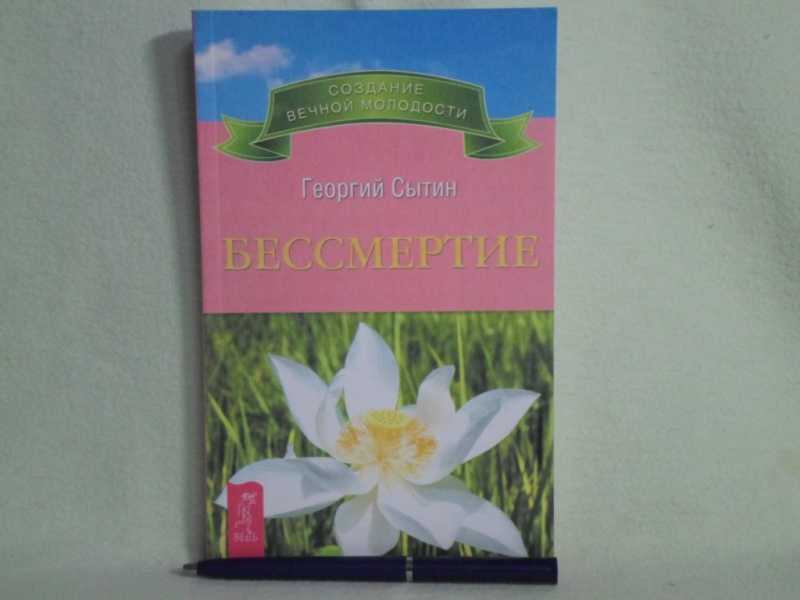 СОЗДАНИЕ
ВЕЧНОЙ МОЛОДОСТИ
Георгий Сытин
БЕССМЕРТИЕ
ВЕСЬ